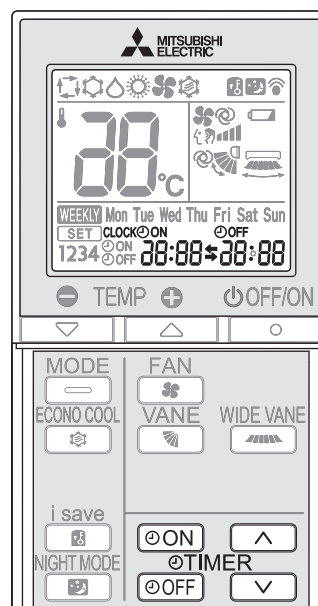 MITSUBISHI
ELECTRIC
88°C
WEEKLY Mon Tue Wed Thu Fri Sat Sun
SET CLOCK ON OFF
1234 ON OFF 88:88 88:88
TEMP OFF/ON
MODE FAN
ECONO COOL VANE WIDE VANE
i save
ON
NIGHT MODE TIMER
OFF